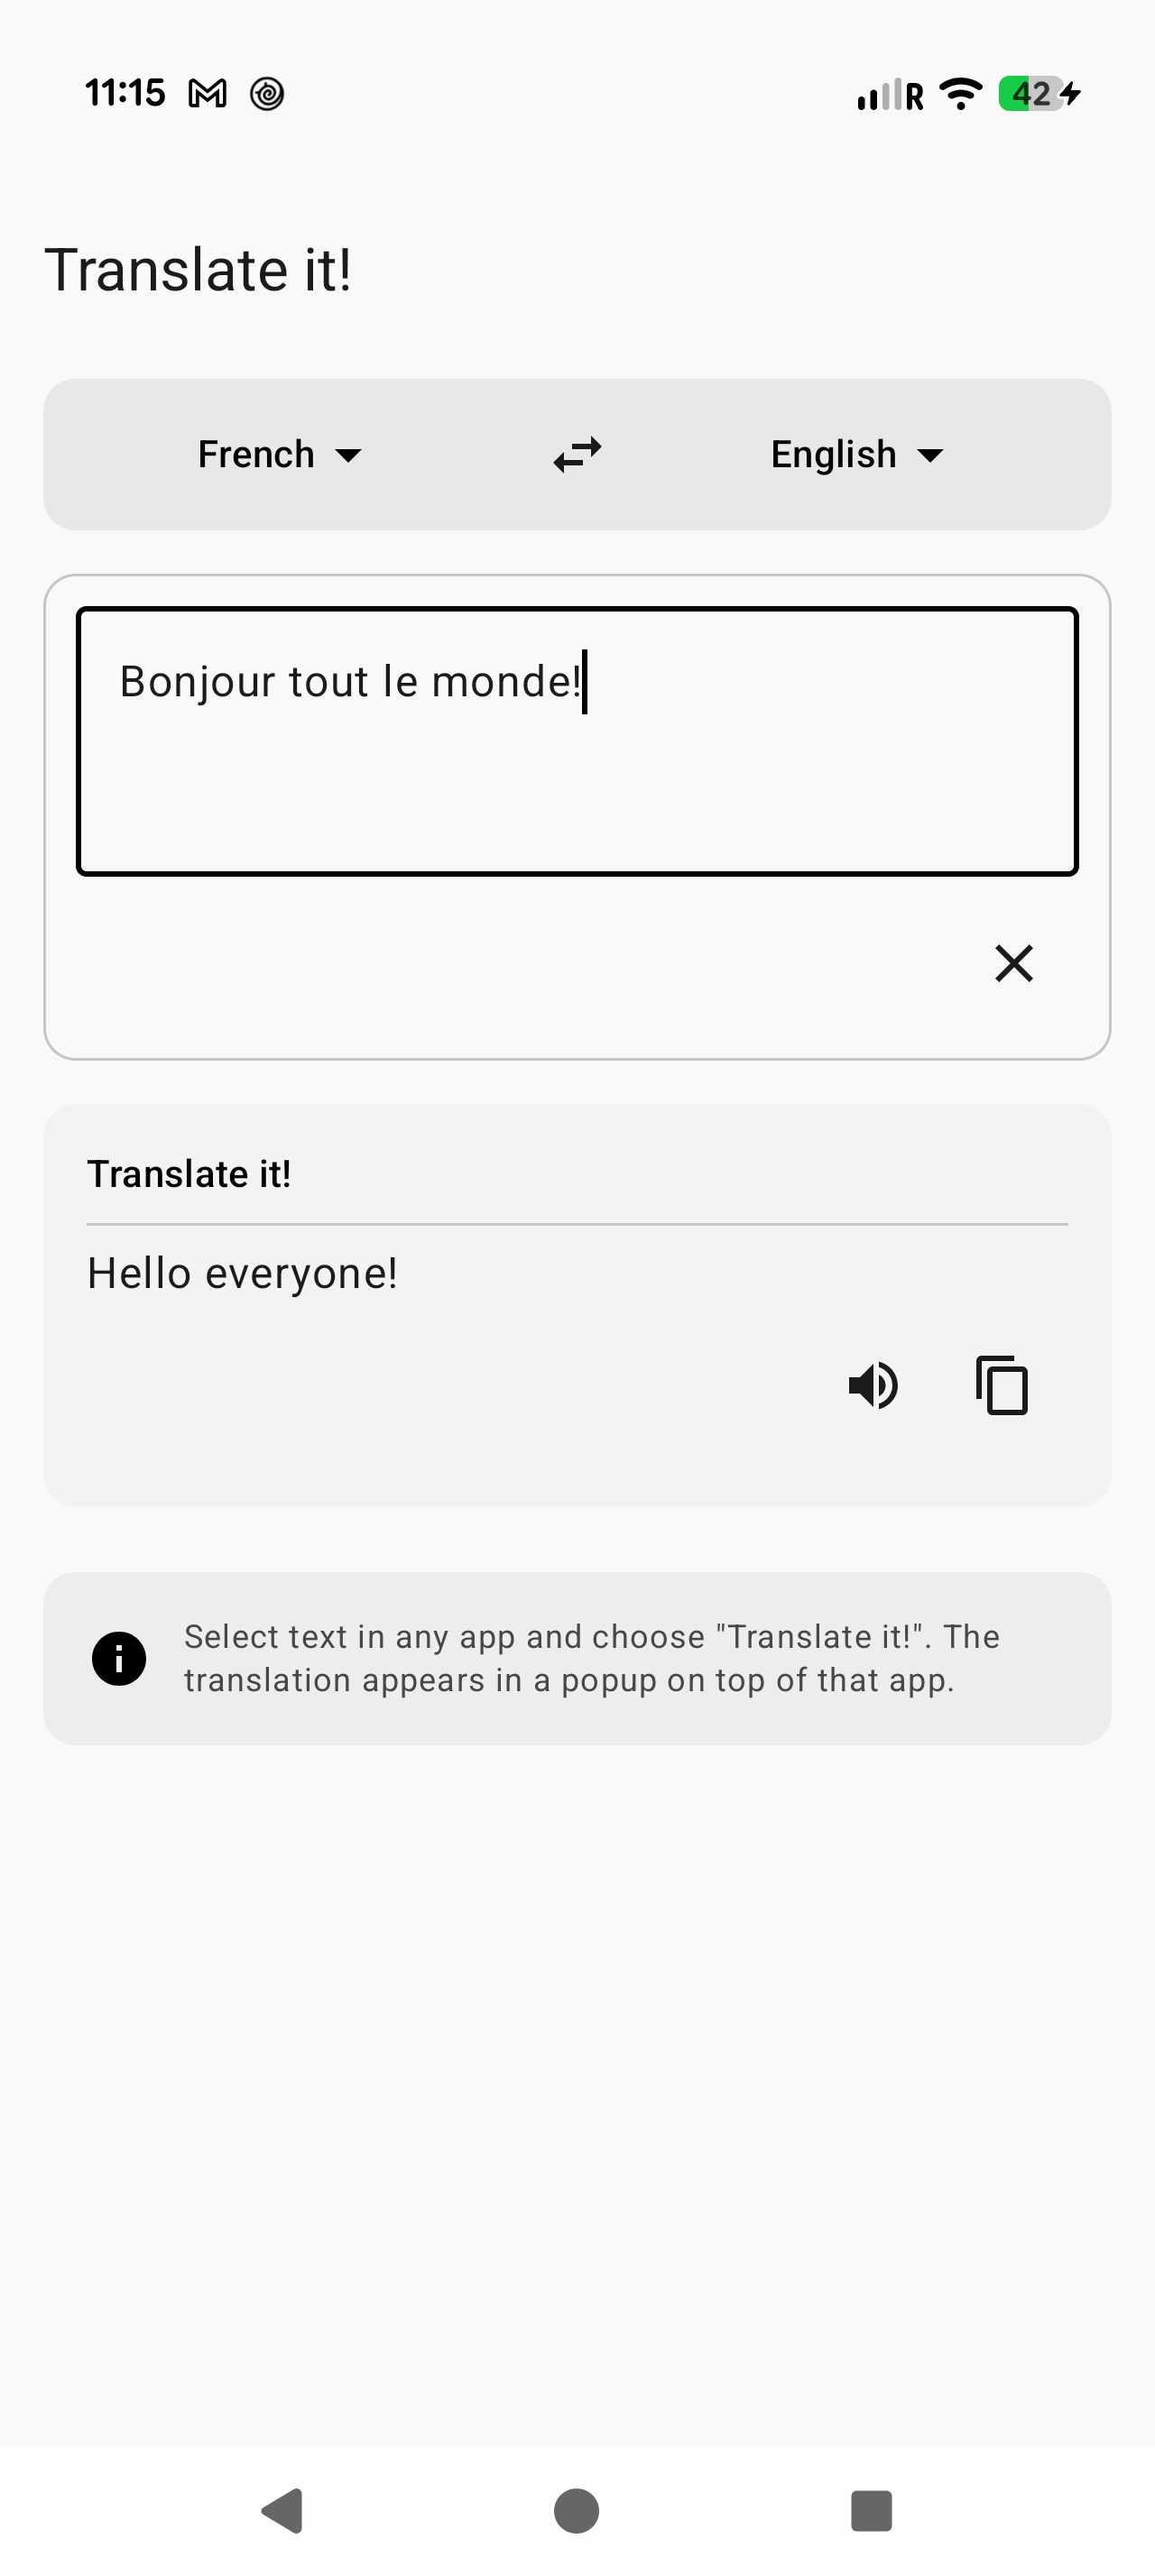 11:15
R
42
Translate it!
French
English
Bonjour tout le monde!
Translate it!
Hello everyone!
Select text in any app and choose "Translate it!". The
translation appears in a popup on top of that app.